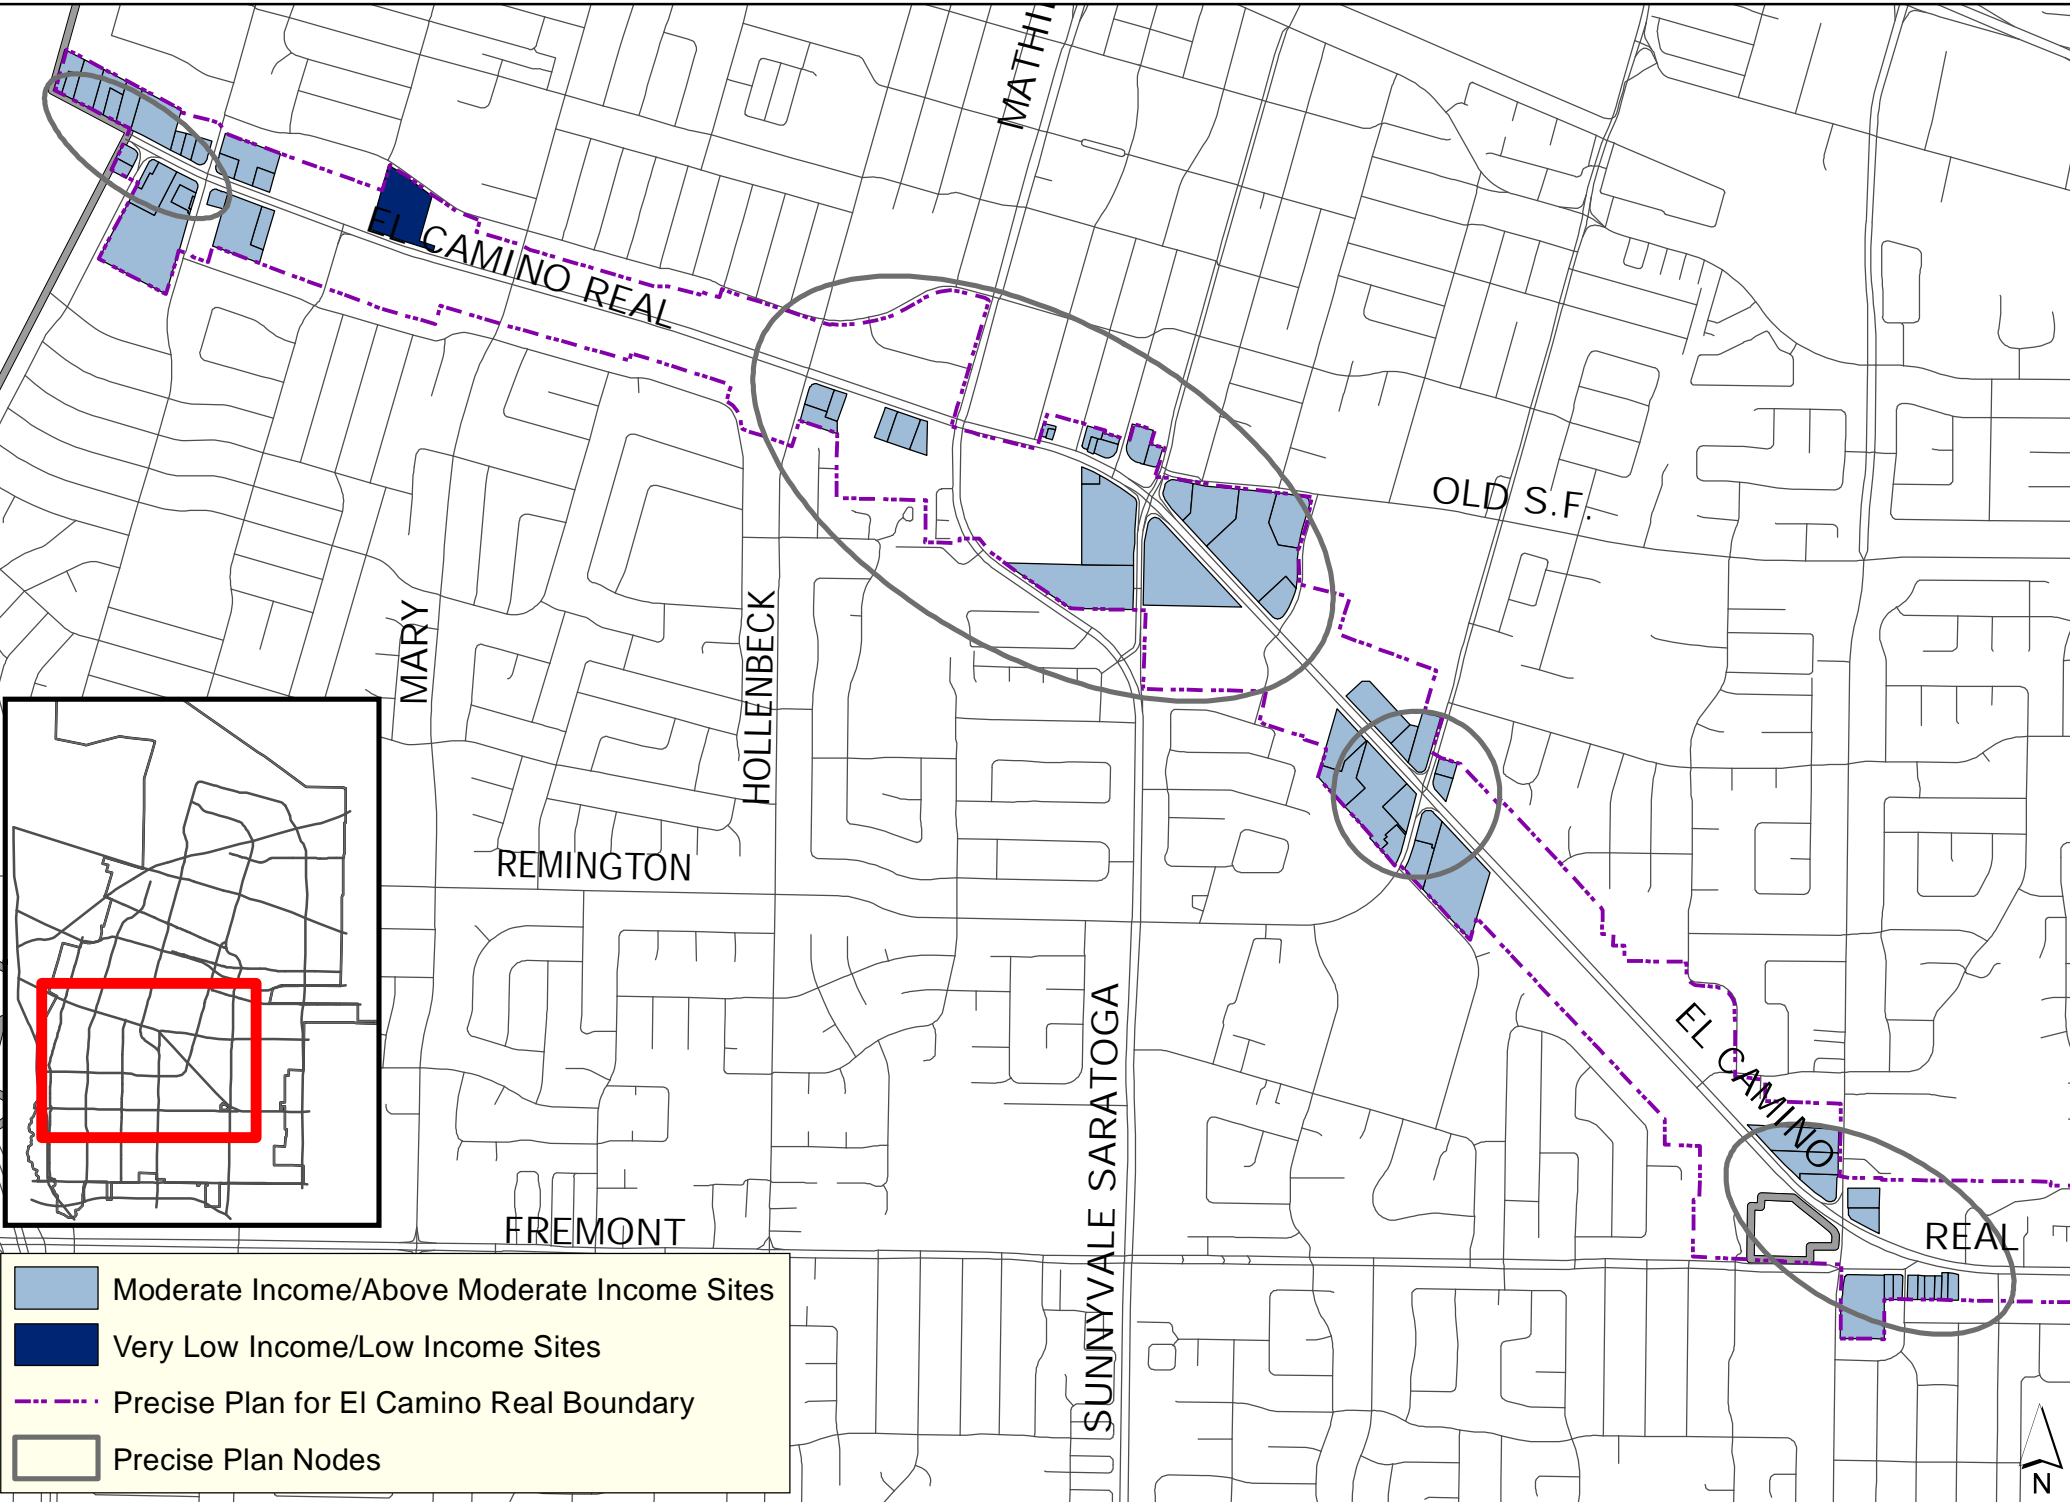 MATHIL
EL CAMINO REAL
OLD S.F.
MARY
HOLLENBECK
REMINGTON
SUNNYVALE SARATOGA
EL CAMINO
REAL
FREMONT
Moderate Income/Above Moderate Income Sites
Very Low Income/Low Income Sites
Precise Plan for El Camino Real Boundary
Precise Plan Nodes
N